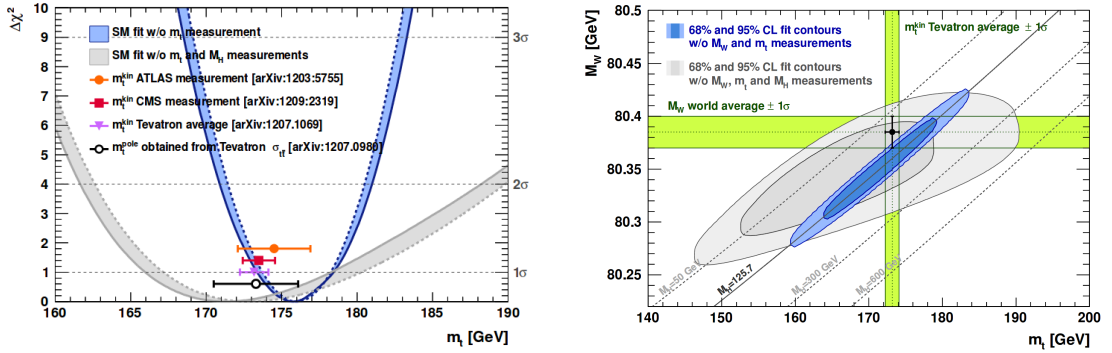 Δχ²
10
9
8
7
6
5
4
3
2
1
0
3σ
2σ
1σ
SM fit w/o m_t measurement
SM fit w/o m_t and M_H measurements
m_t^kin ATLAS measurement [arXiv:1203:5755]
m_t^kin CMS measurement [arXiv:1209:2319]
m_t^kin Tevatron average [arXiv:1207.1069]
m_t^pole obtained from Tevatron σ_tt̄ [arXiv:1207.0980]
160 165 170 175 180 185 190
m_t [GeV]
M_W [GeV]
80.5
80.45
80.4
80.35
80.3
80.25
68% and 95% CL fit contours
w/o M_W and m_t measurements
68% and 95% CL fit contours
w/o M_W, m_t and M_H measurements
m_t^kin Tevatron average ± 1σ
M_W world average ± 1σ
M_H=50 GeV
M_H=125.7
M_H=300 GeV
M_H=600 GeV
140 150 160 170 180 190 200
m_t [GeV]